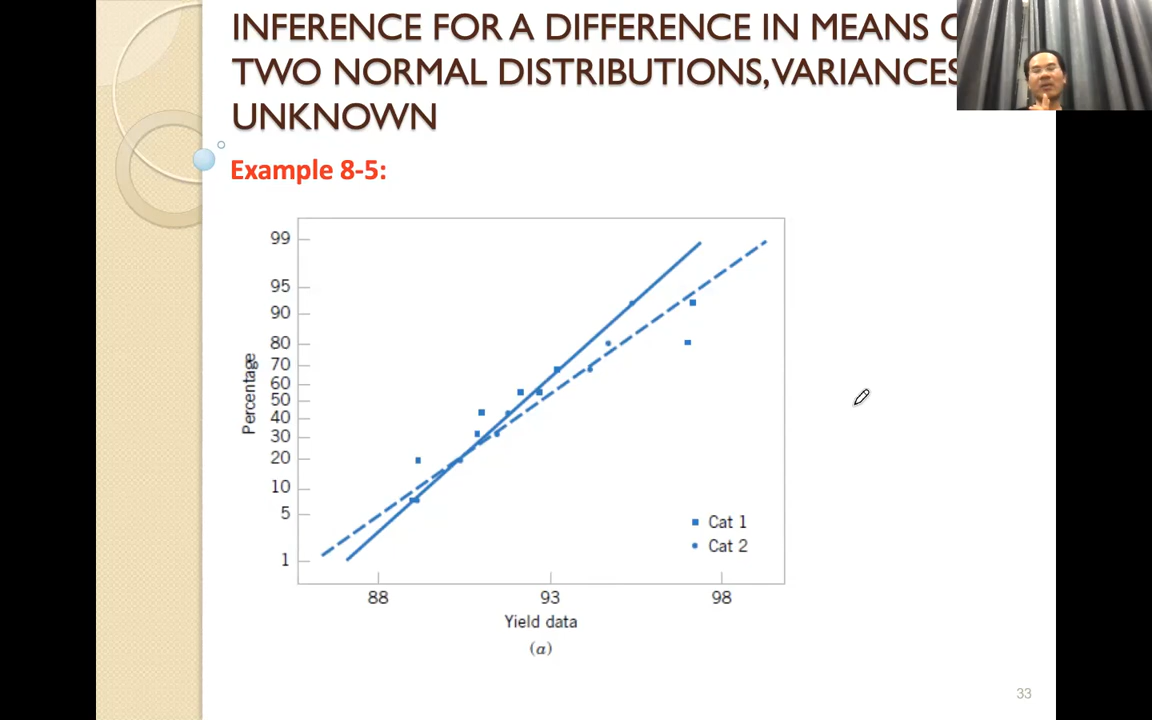 INFERENCE FOR A DIFFERENCE IN MEANS
TWO NORMAL DISTRIBUTIONS, VARIANCES
UNKNOWN
Example 8-5:
99
95
90
80
70
60
50
40
30
20
10
5
1
Percentage
Cat 1
Cat 2
88 93 98
Yield data
(a)
33